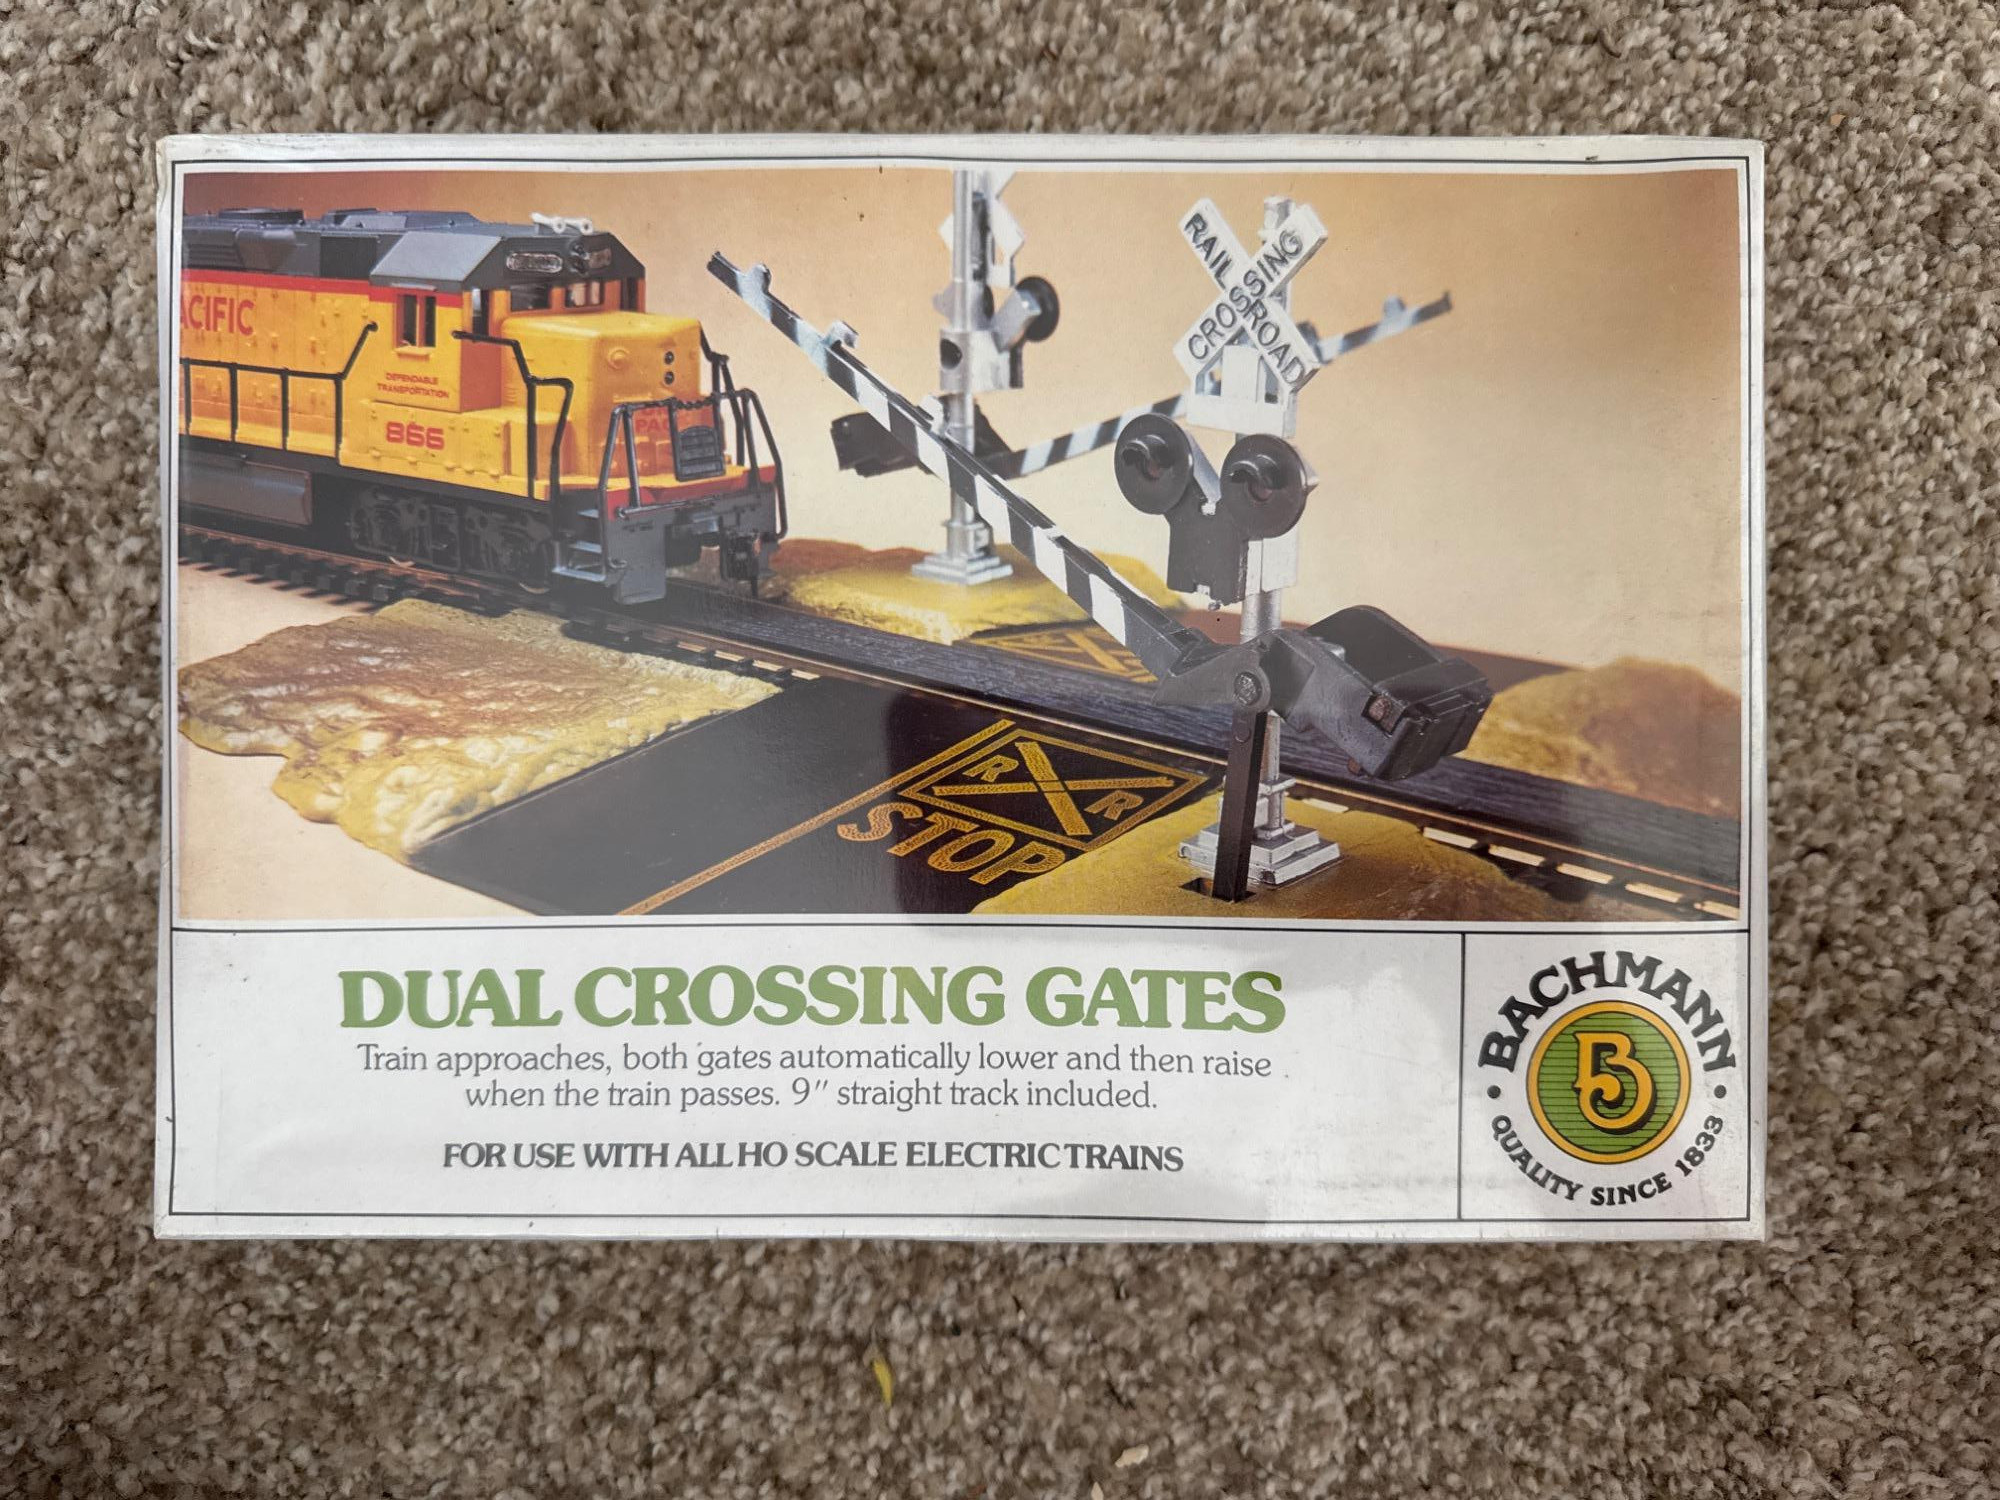 ACIFIC
DEPENDABLE
TRANSPORTATION
866
PAC
RAILROAD
CROSSING
R R
STOP
DUAL CROSSING GATES
Train approaches, both gates automatically lower and then raise
when the train passes. 9" straight track included.
FOR USE WITH ALL HO SCALE ELECTRIC TRAINS
BACHMANN
B
• QUALITY SINCE 1833 •